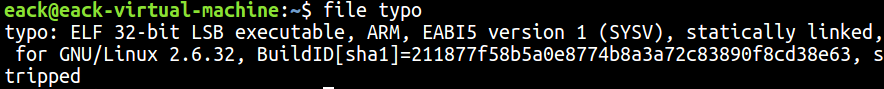 eack@eack-virtual-machine:~$ file typo
typo: ELF 32-bit LSB executable, ARM, EABI5 version 1 (SYSV), statically linked,
 for GNU/Linux 2.6.32, BuildID[sha1]=211877f58b5a0e8774b8a3a72c83890f8cd38e63, s
tripped